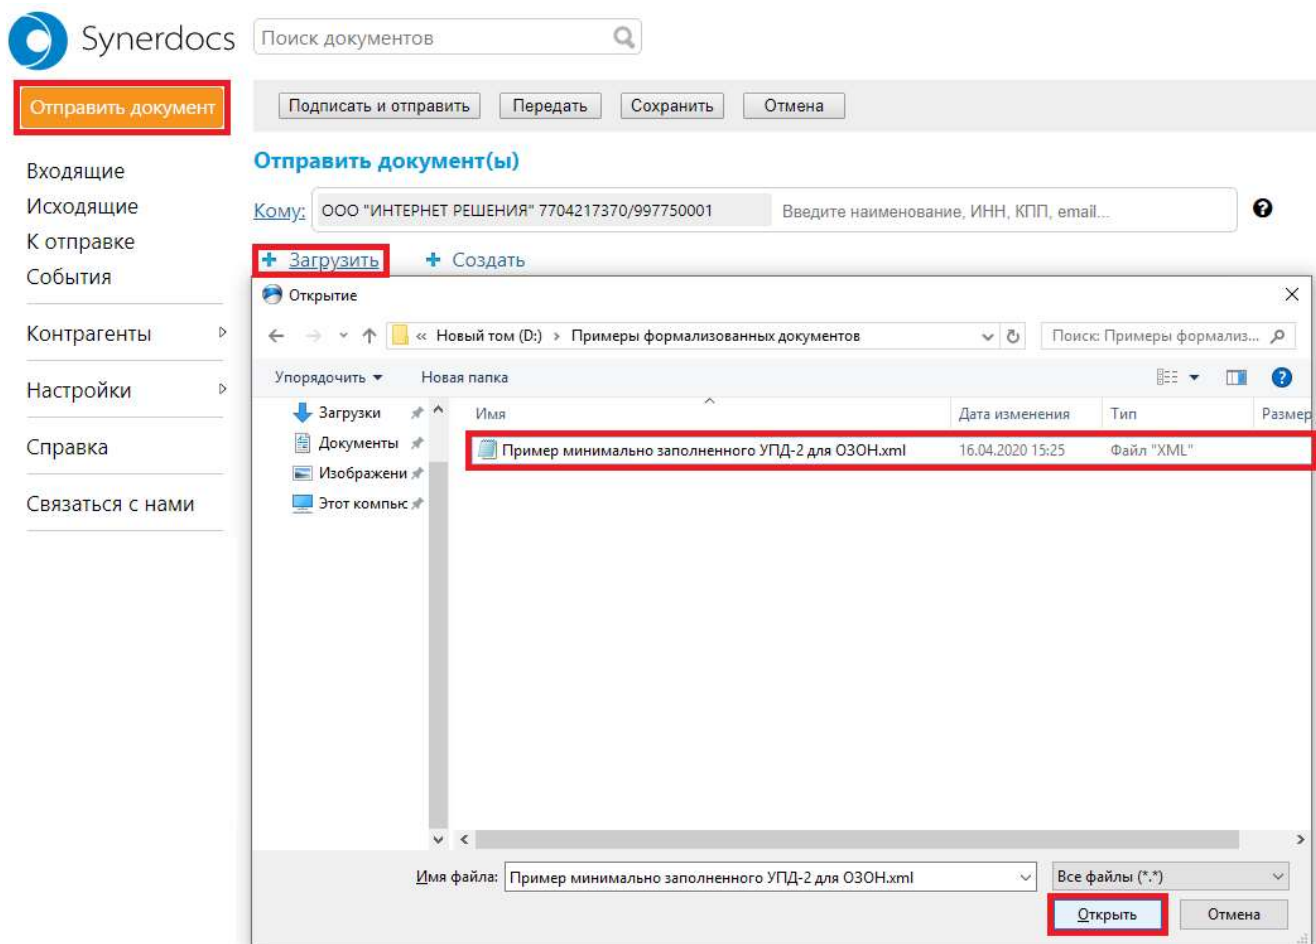 Synerdocs
Поиск документов
Отправить документ
Подписать и отправить
Передать
Сохранить
Отмена
Входящие
Исходящие
К отправке
События
Контрагенты
Настройки
Справка
Связаться с нами
Отправить документ(ы)
Кому: ООО "ИНТЕРНЕТ РЕШЕНИЯ" 7704217370/997750001 Введите наименование, ИНН, КПП, email...
Загрузить
Создать
Открытие
« Новый том (D:) > Примеры формализованных документов
Поиск: Примеры формализ...
Упорядочить
Новая папка
Загрузки
Документы
Изображени
Этот компьс
Имя Дата изменения Тип Размер
Пример минимально заполненного УПД-2 для ОЗОН.xml 16.04.2020 15:25 Файл "XML"
Имя файла: Пример минимально заполненного УПД-2 для ОЗОН.xml
Все файлы (*.*)
Открыть
Отмена